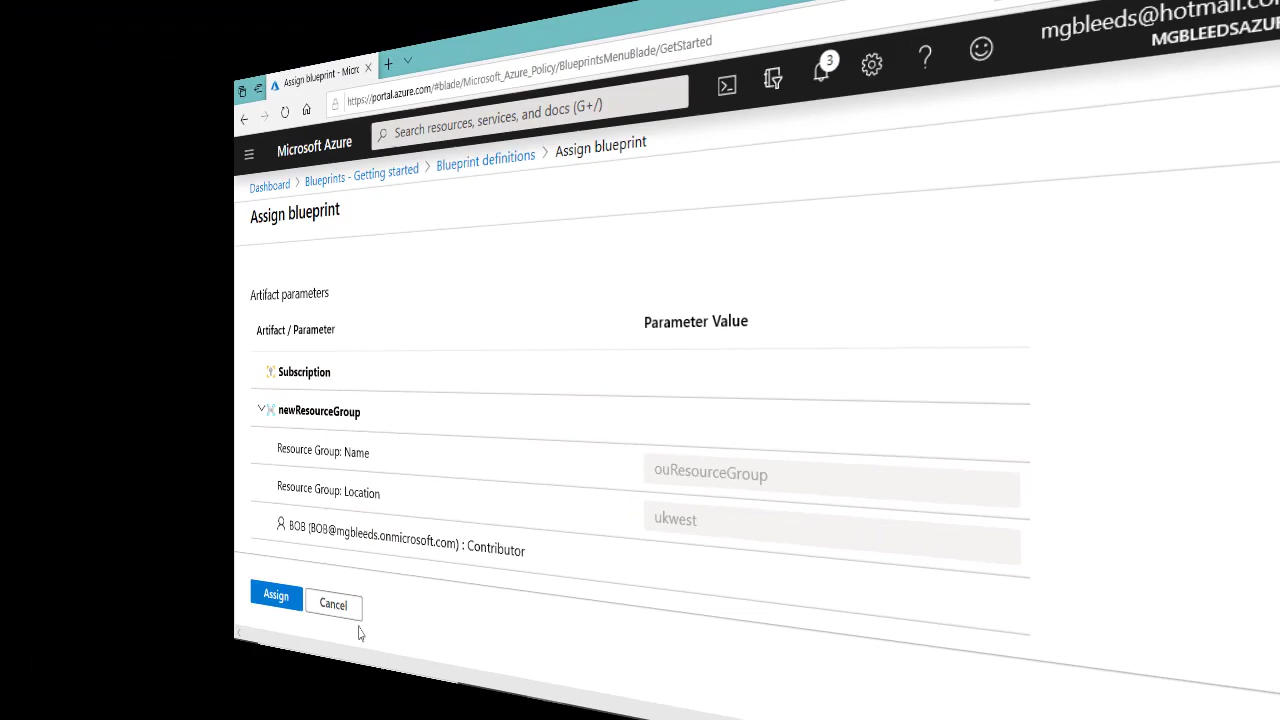 Assign blueprint - Micr
https://portal.azure.com/#blade/Microsoft_Azure_Policy/BlueprintsMenuBlade/GetStarted
Microsoft Azure
Search resources, services, and docs (G+/)
3
mgbleeds@hotmail.co
MGBLEEDSAZUR
Dashboard > Blueprints - Getting started > Blueprint definitions > Assign blueprint
Assign blueprint
Artifact parameters
Artifact / Parameter
Parameter Value
Subscription
newResourceGroup
Resource Group: Name
ouResourceGroup
Resource Group: Location
ukwest
BOB (BOB@mgbleeds.onmicrosoft.com) : Contributor
Assign
Cancel